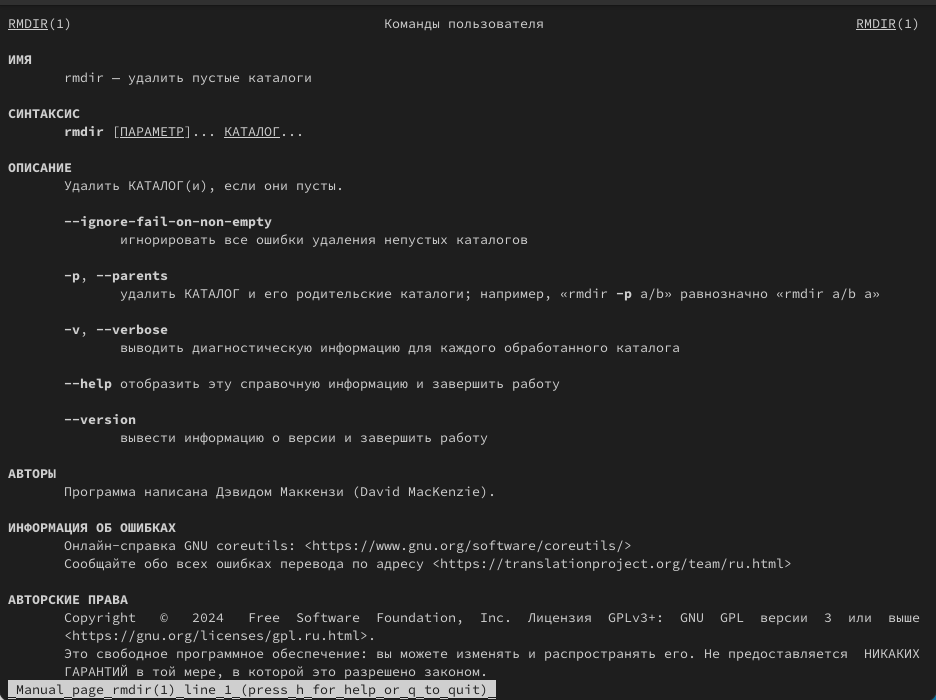 RMDIR(1) Команды пользователя RMDIR(1)
ИМЯ
rmdir — удалить пустые каталоги
СИНТАКСИС
rmdir [ПАРАМЕТР]... КАТАЛОГ...
ОПИСАНИЕ
Удалить КАТАЛОГ(и), если они пусты.
--ignore-fail-on-non-empty
игнорировать все ошибки удаления непустых каталогов
-p, --parents
удалить КАТАЛОГ и его родительские каталоги; например, «rmdir -p a/b» равнозначно «rmdir a/b a»
-v, --verbose
выводить диагностическую информацию для каждого обработанного каталога
--help отобразить эту справочную информацию и завершить работу
--version
вывести информацию о версии и завершить работу
АВТОРЫ
Программа написана Дэвидом Маккензи (David MacKenzie).
ИНФОРМАЦИЯ ОБ ОШИБКАХ
Онлайн-справка GNU coreutils: <https://www.gnu.org/software/coreutils/>
Сообщайте обо всех ошибках перевода по адресу <https://translationproject.org/team/ru.html>
АВТОРСКИЕ ПРАВА
Copyright © 2024 Free Software Foundation, Inc. Лицензия GPLv3+: GNU GPL версии 3 или выше
<https://gnu.org/licenses/gpl.ru.html>.
Это свободное программное обеспечение: вы можете изменять и распространять его. Не предоставляется НИКАКИХ
ГАРАНТИЙ в той мере, в которой это разрешено законом.
Manual page rmdir(1) line 1 (press h for help or q to quit)